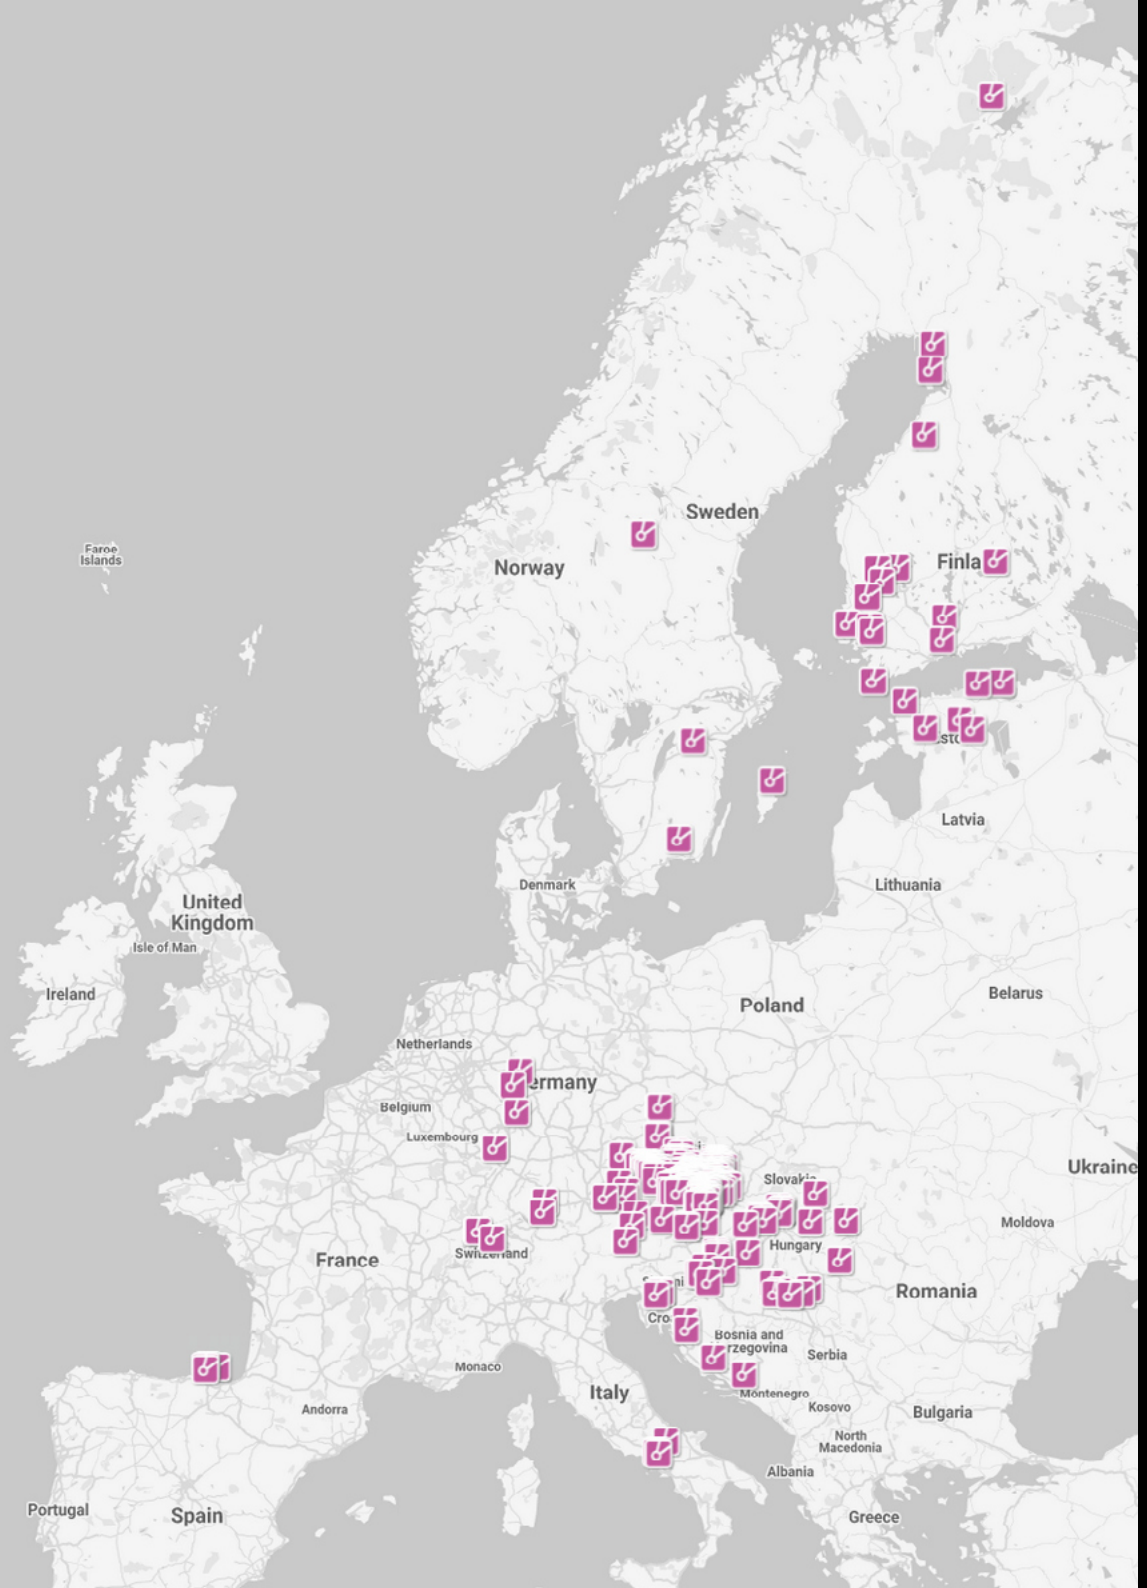 Sweden
Finla
Norway
Faroe
Islands
Latvia
Denmark
Lithuania
United
Kingdom
Isle of Man
Ireland
Belarus
Poland
Netherlands
ermany
Belgium
Luxembourg
Ukraine
Slovakia
Moldova
Hungary
Switzerland
France
Romania
Cro
Bosnia and
rzegovina
Serbia
Monaco
Italy
Montenegro
Andorra
Kosovo
Bulgaria
North
Macedonia
Albania
Portugal
Spain
Greece